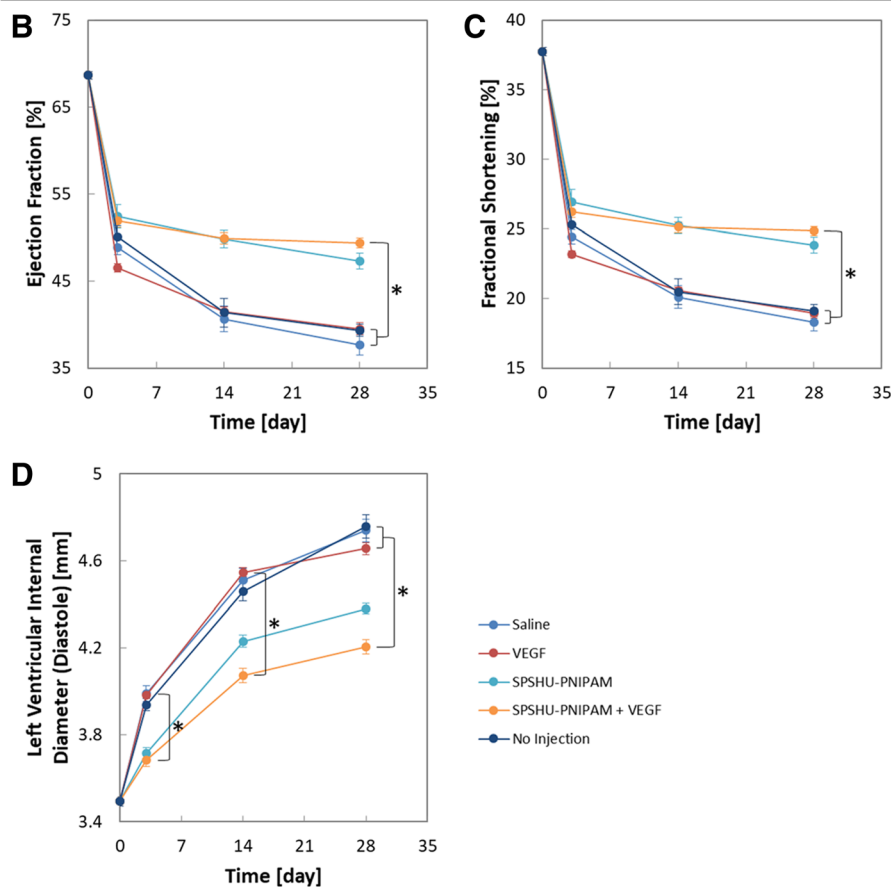 B
75
65
55
45
35
Ejection Fraction [%]
*
0 7 14 21 28 35
Time [day]
C
40
35
30
25
20
15
Fractional Shortening [%]
*
0 7 14 21 28 35
Time [day]
D
5
4.6
4.2
3.8
3.4
Left Ventricular Internal
Diameter (Diastole) [mm]
*
*
*
0 7 14 21 28 35
Time [day]
Saline
VEGF
SPSHU-PNIPAM
SPSHU-PNIPAM + VEGF
No Injection